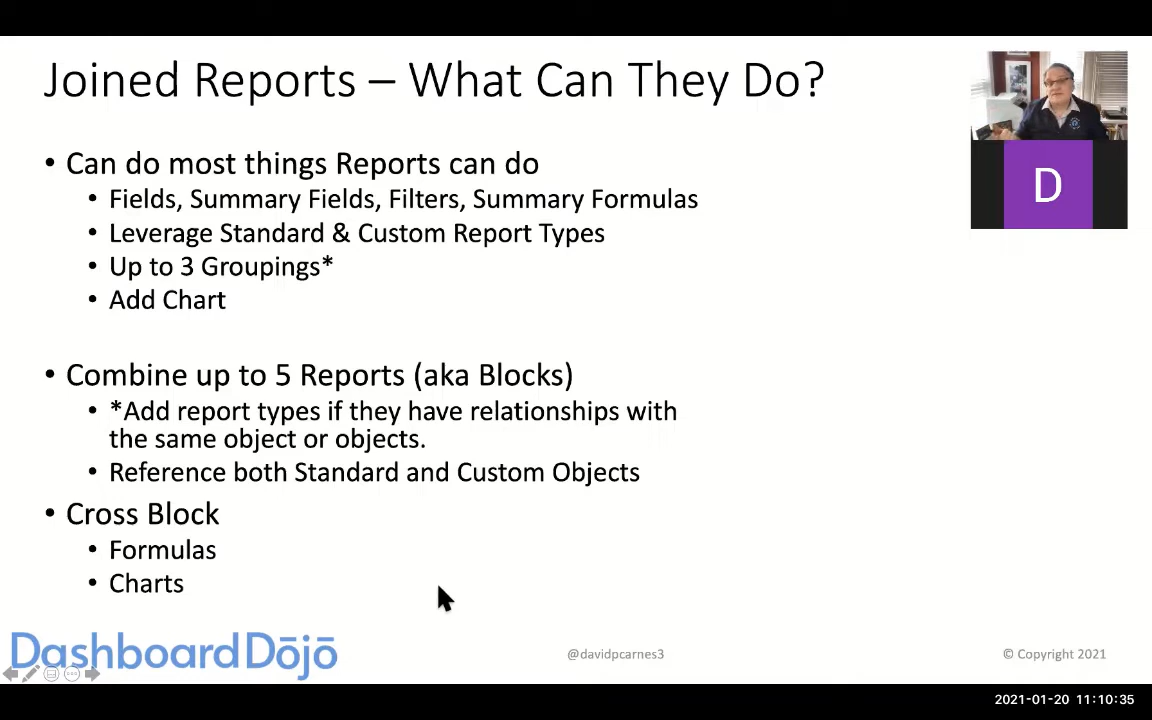 Joined Reports – What Can They Do?
• Can do most things Reports can do
• Fields, Summary Fields, Filters, Summary Formulas
• Leverage Standard & Custom Report Types
• Up to 3 Groupings*
• Add Chart
• Combine up to 5 Reports (aka Blocks)
• *Add report types if they have relationships with
the same object or objects.
• Reference both Standard and Custom Objects
• Cross Block
• Formulas
• Charts
D
DashboardDōjō
@davidpcarnes3
© Copyright 2021
2021-01-20 11:10:35